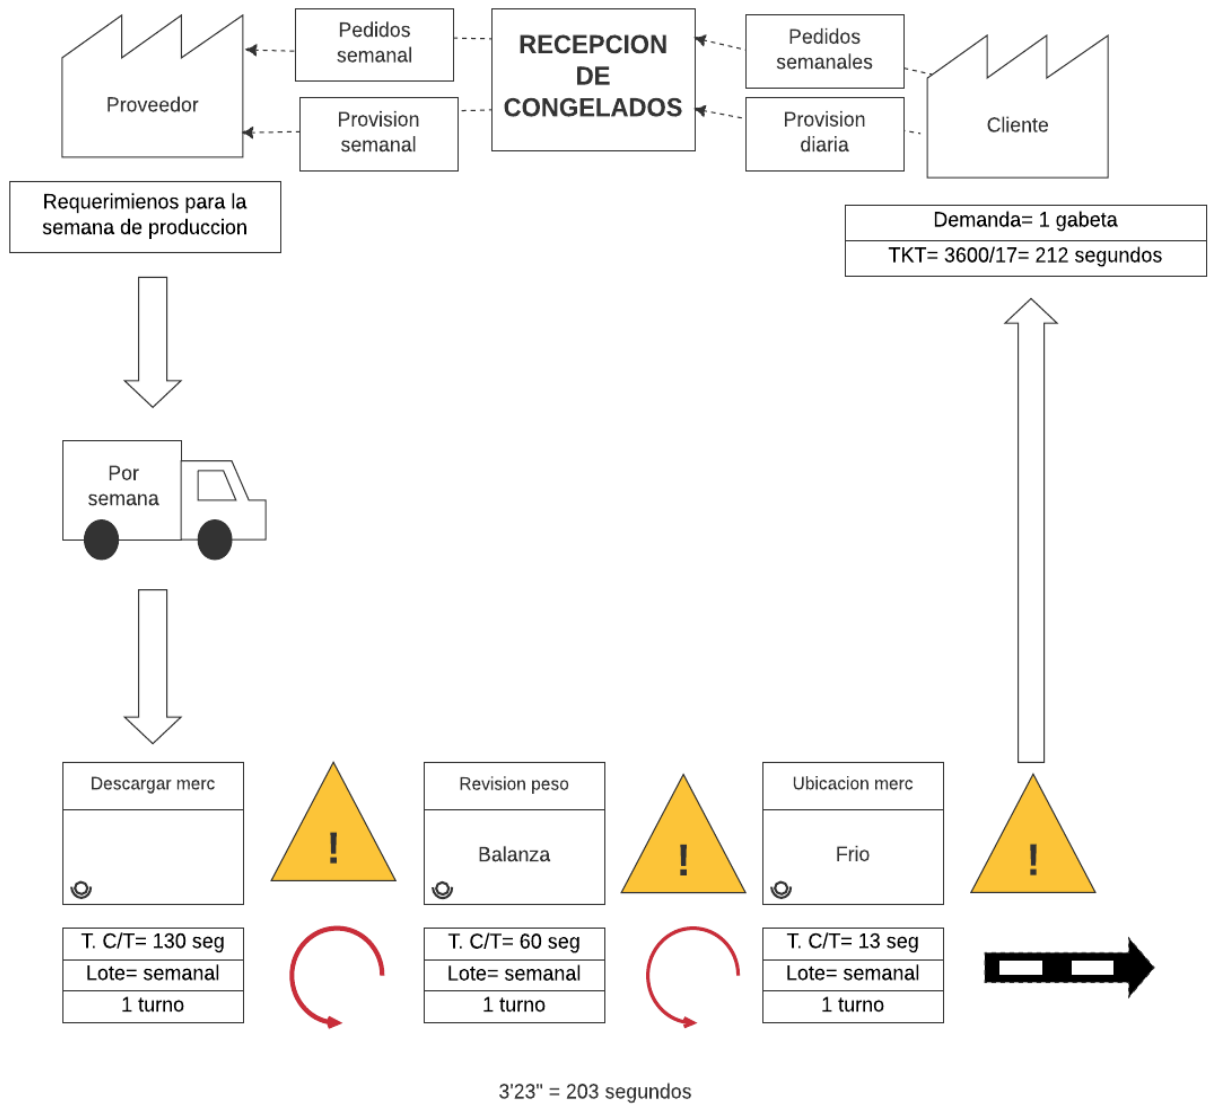 Proveedor
Pedidos
semanal
Provision
semanal
RECEPCION
DE
CONGELADOS
Pedidos
semanales
Provision
diaria
Cliente
Requerimienos para la
semana de produccion
Demanda= 1 gabeta
TKT= 3600/17= 212 segundos
Por
semana
Descargar merc
!
Revision peso
Balanza
!
Ubicacion merc
Frio
!
T. C/T= 130 seg
Lote= semanal
1 turno
T. C/T= 60 seg
Lote= semanal
1 turno
T. C/T= 13 seg
Lote= semanal
1 turno
3'23" = 203 segundos